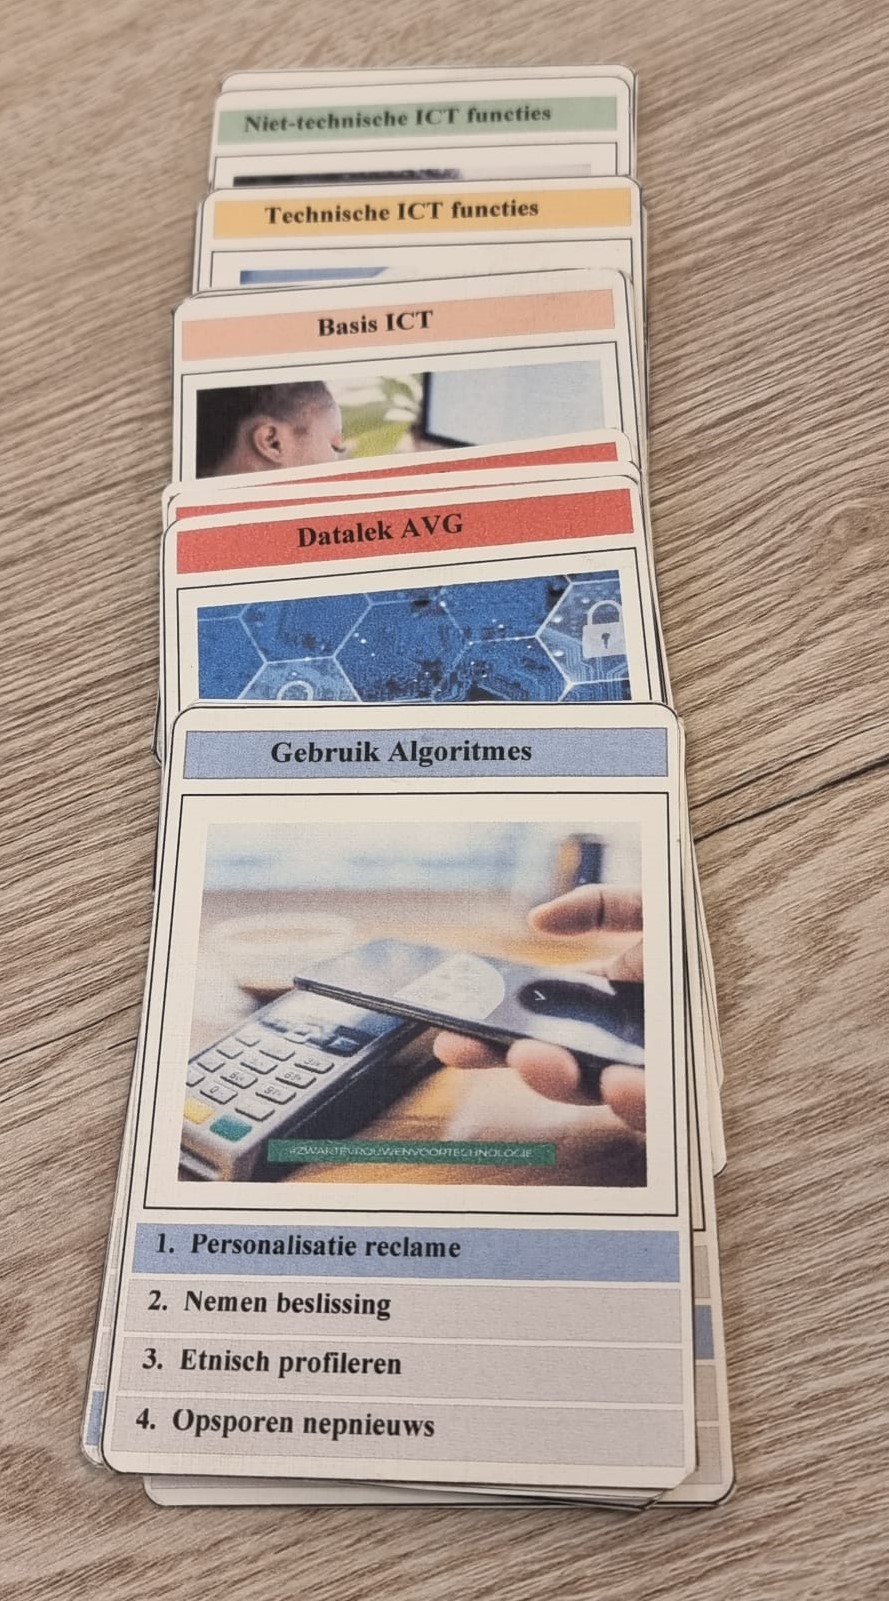 Niet-technische ICT functies
Technische ICT functies
Basis ICT
Datalek AVG
Gebruik Algoritmes
#ZWARTEVROUWENVOORTECHNOLOGIE
1. Personalisatie reclame
2. Nemen beslissing
3. Etnisch profileren
4. Opsporen nepnieuws